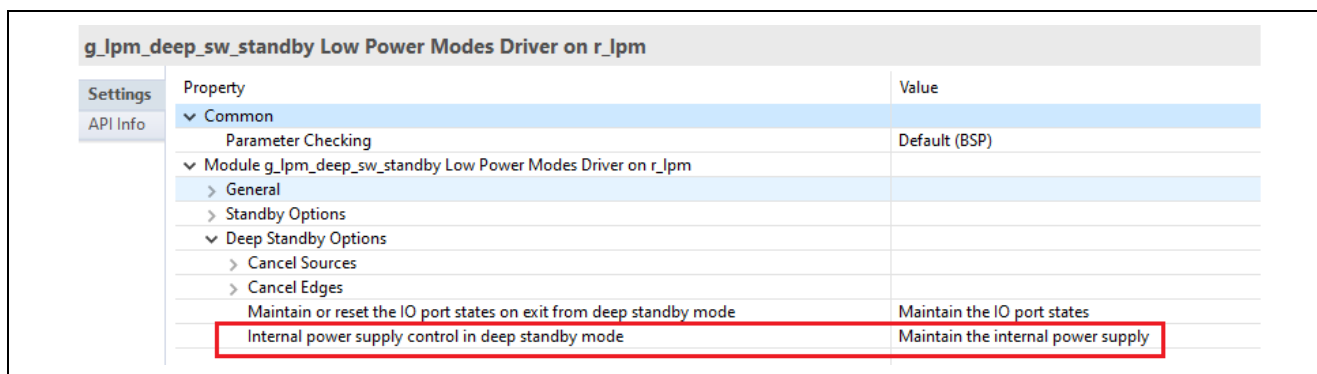 g_lpm_deep_sw_standby Low Power Modes Driver on r_lpm
Settings
API Info
Property Value
Common
Parameter Checking Default (BSP)
Module g_lpm_deep_sw_standby Low Power Modes Driver on r_lpm
General
Standby Options
Deep Standby Options
Cancel Sources
Cancel Edges
Maintain or reset the IO port states on exit from deep standby mode Maintain the IO port states
Internal power supply control in deep standby mode Maintain the internal power supply